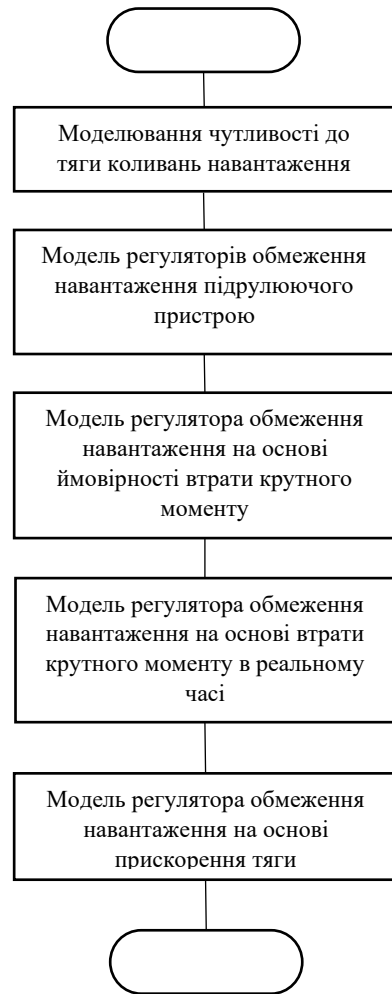 Моделювання чутливості до
тяги коливань навантаження
Модель регуляторів обмеження
навантаження підрулюючого
пристрою
Модель регулятора обмеження
навантаження на основі
ймовірності втрати крутного
моменту
Модель регулятора обмеження
навантаження на основі втрати
крутного моменту в реальному
часі
Модель регулятора обмеження
навантаження на основі
прискорення тяги